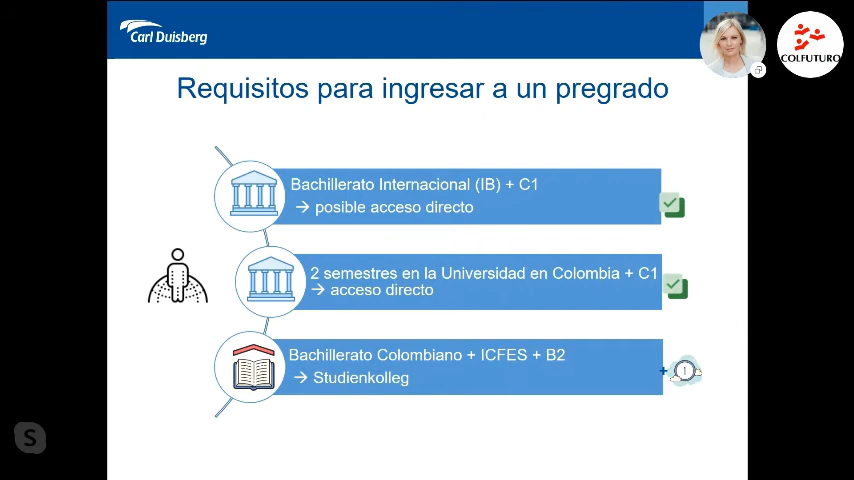 Carl Duisberg
COLFUTURO
Requisitos para ingresar a un pregrado
Bachillerato Internacional (IB) + C1
→ posible acceso directo
2 semestres en la Universidad en Colombia + C1
→ acceso directo
Bachillerato Colombiano + ICFES + B2
→ Studienkolleg
+ 1
S